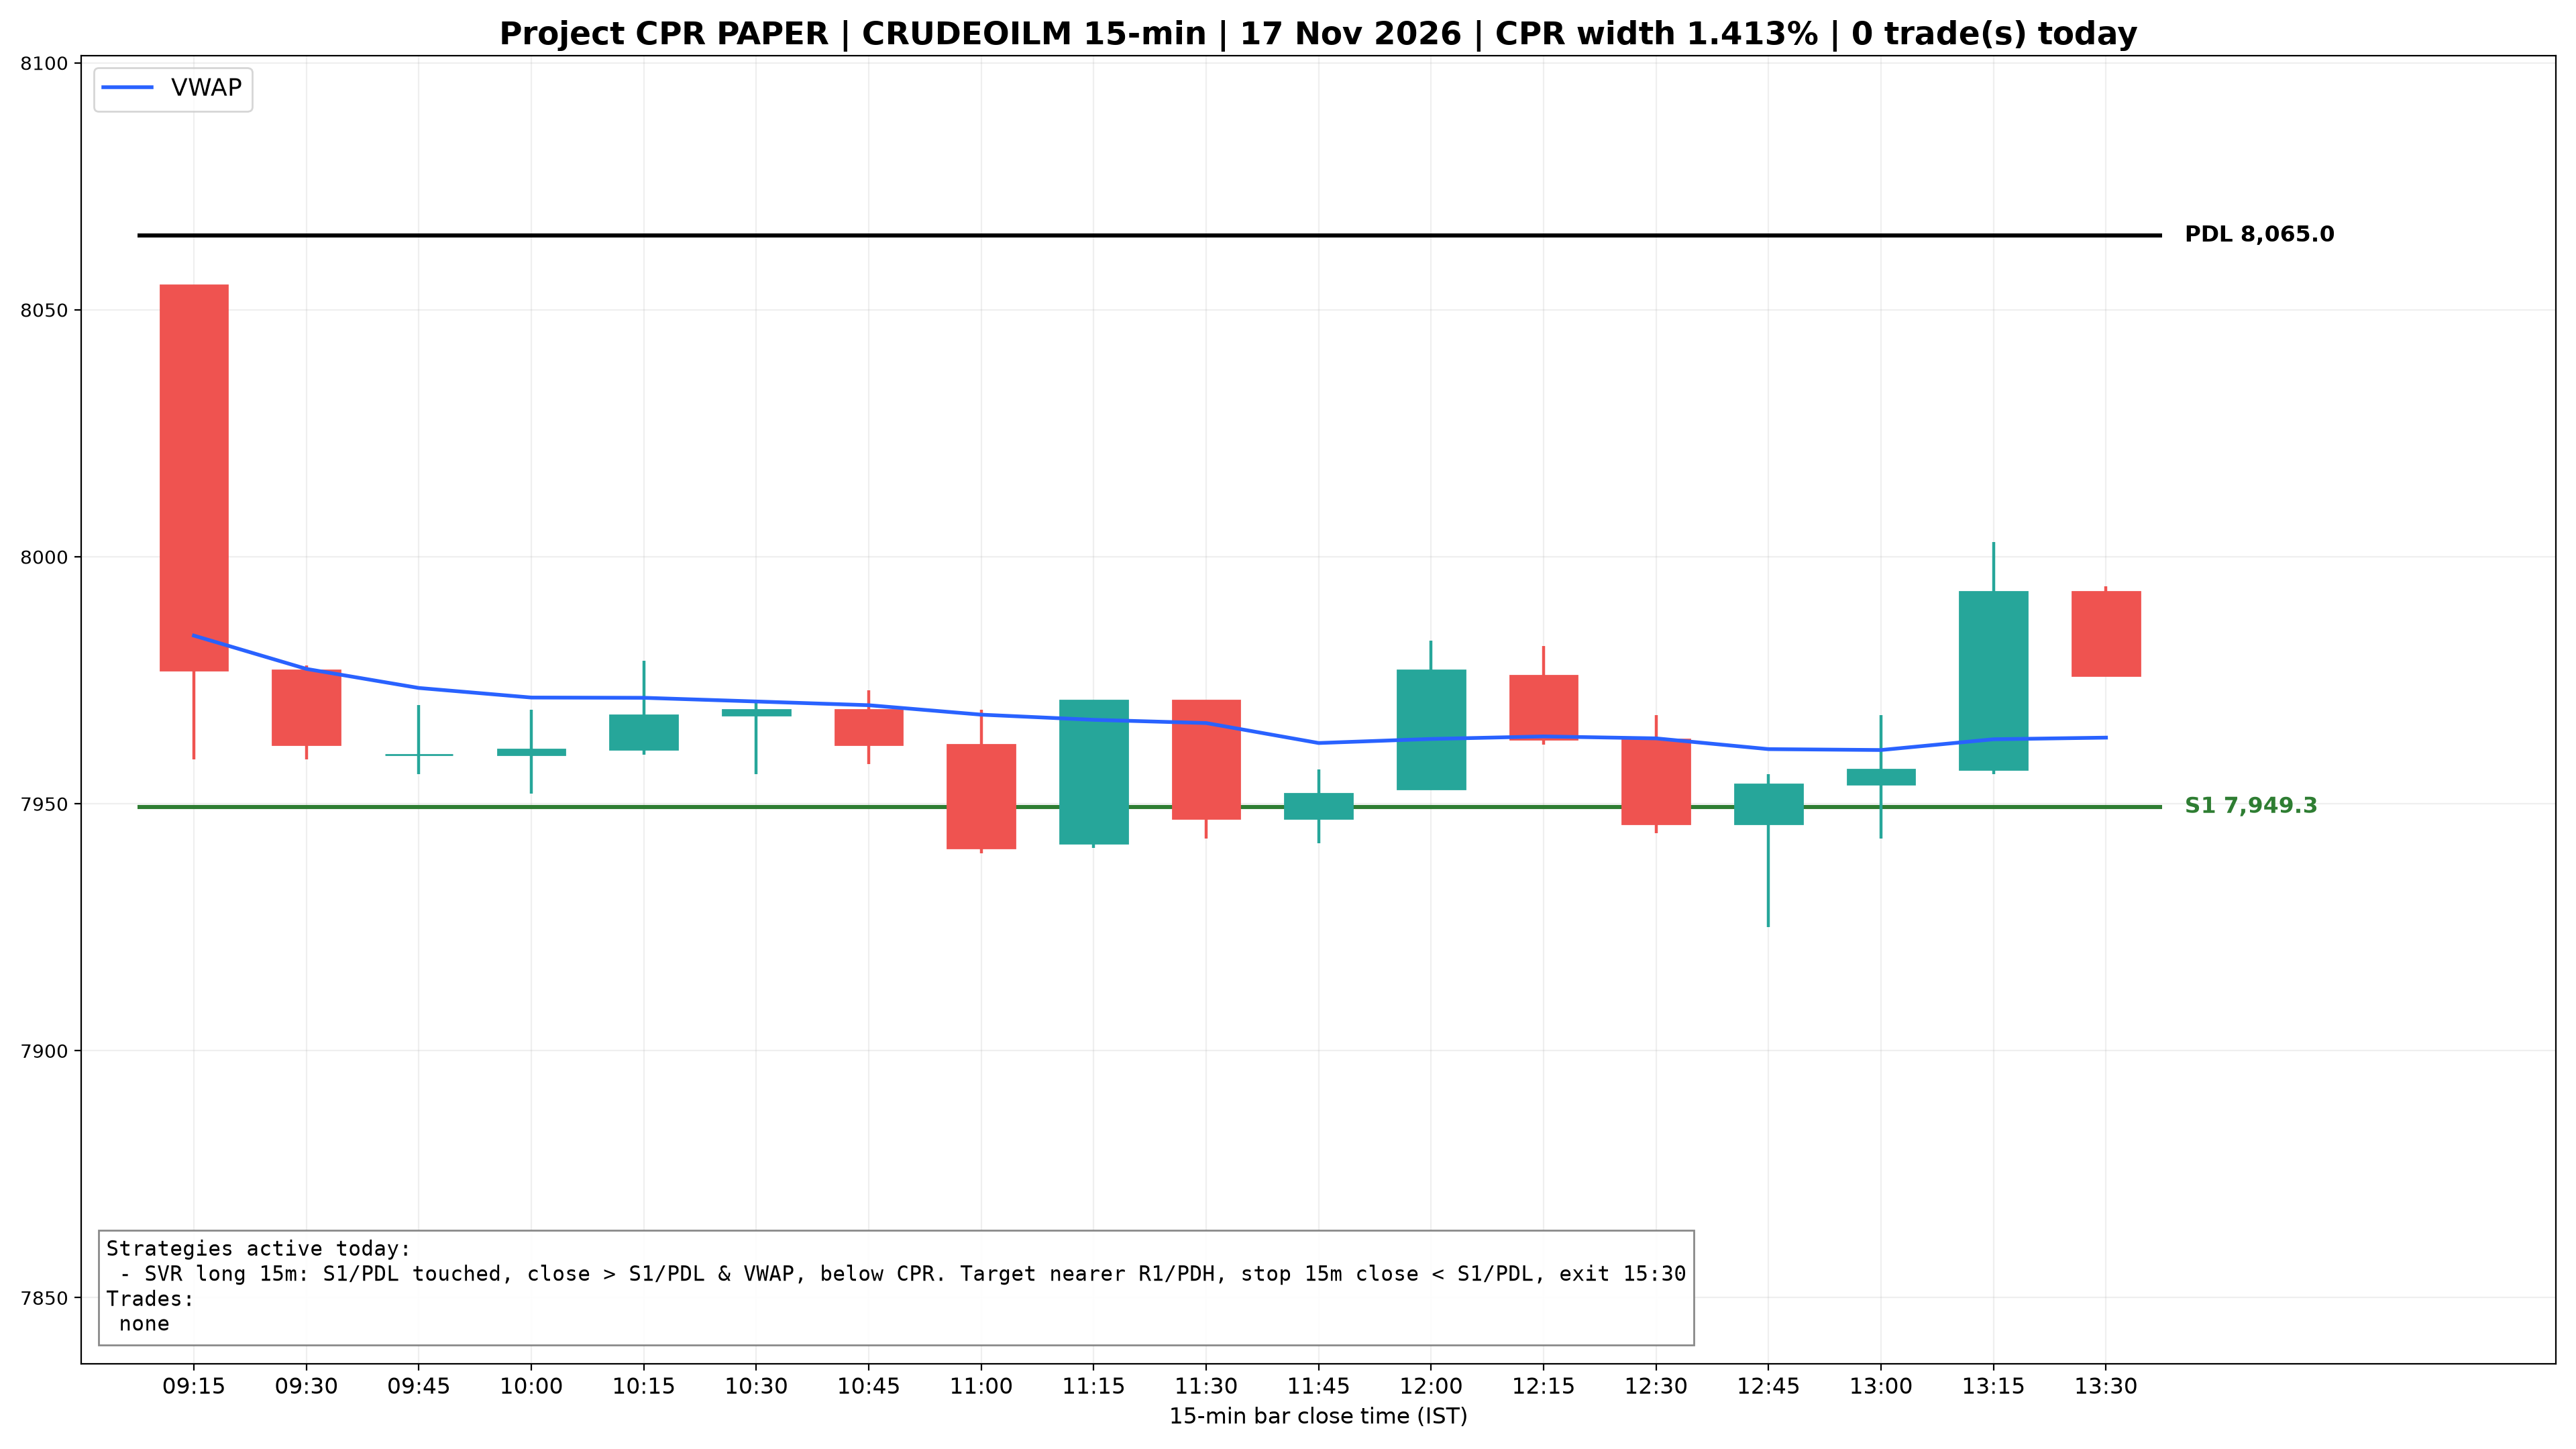 Project CPR PAPER | CRUDEOILM 15-min | 17 Nov 2026 | CPR width 1.413% | 0 trade(s) today
8100
VWAP
PDL 8,065.0
8050
8000
7950
S1 7,949.3
7900
7850
Strategies active today:
- SVR long 15m: S1/PDL touched, close > S1/PDL & VWAP, below CPR. Target nearer R1/PDH, stop 15m close < S1/PDL, exit 15:30
Trades:
none
09:15 09:30 09:45 10:00 10:15 10:30 10:45 11:00 11:15 11:30 11:45 12:00 12:15 12:30 12:45 13:00 13:15 13:30
15-min bar close time (IST)